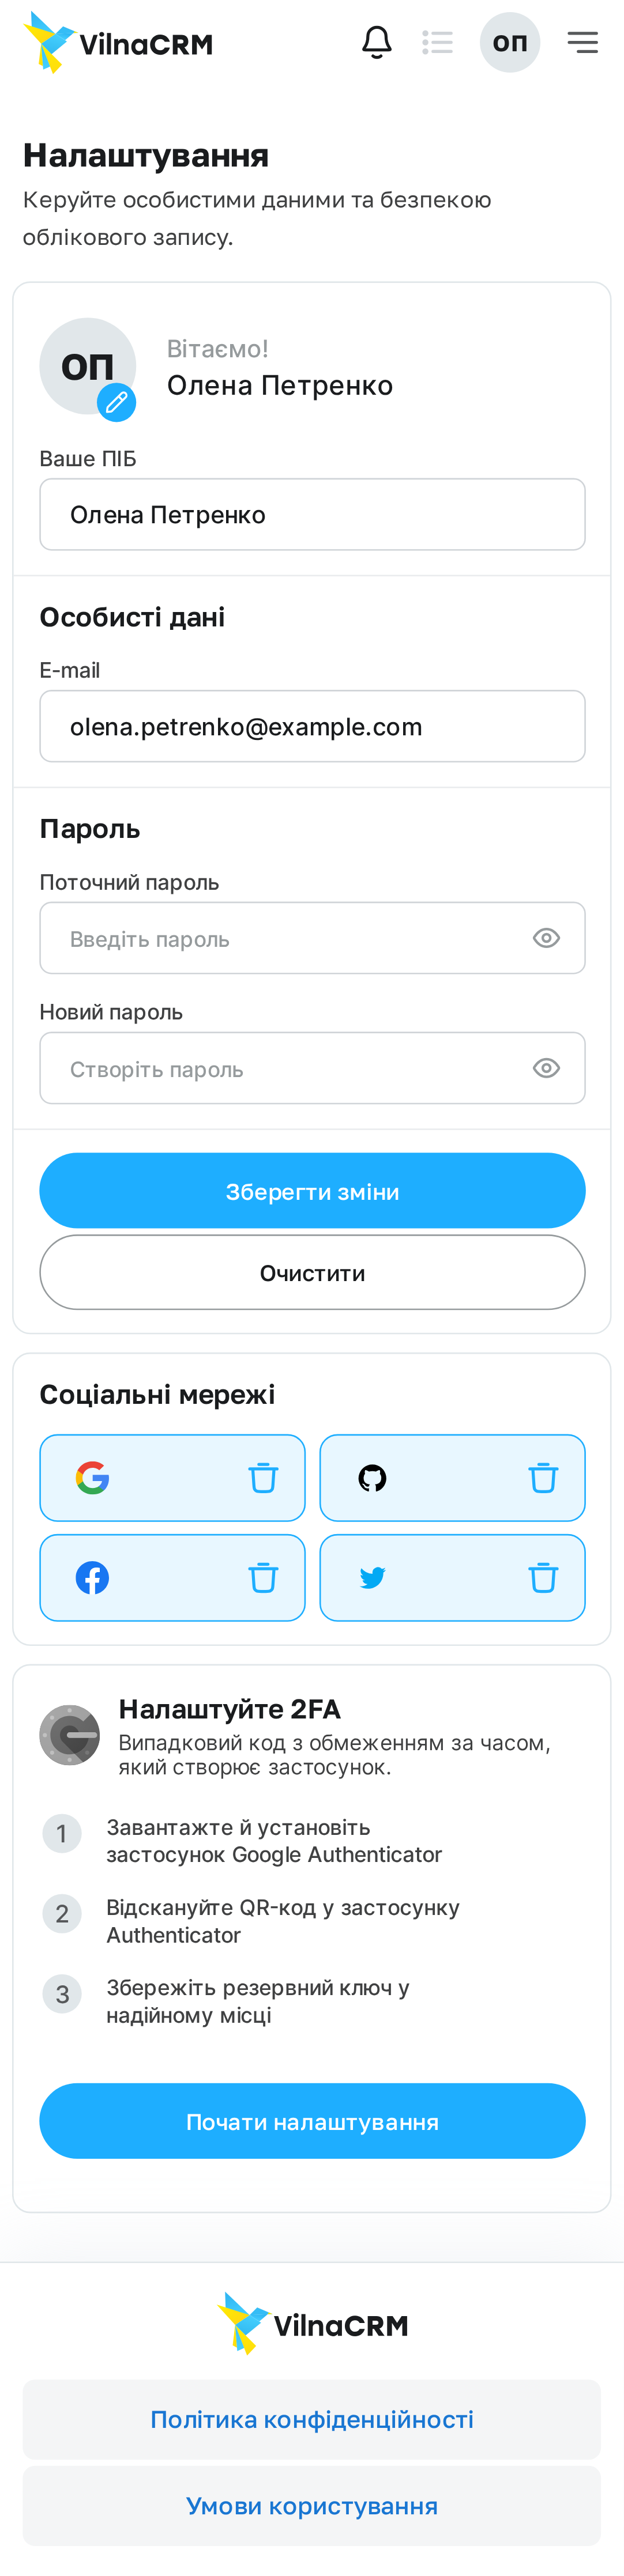 VilnaCRM
ОП
Налаштування
Керуйте особистими даними та безпекою
облікового запису.
ОП
Вітаємо!
Олена Петренко
Ваше ПІБ
Олена Петренко
Особисті дані
E-mail
olena.petrenko@example.com
Пароль
Поточний пароль
Введіть пароль
Новий пароль
Створіть пароль
Зберегти зміни
Очистити
Соціальні мережі
Налаштуйте 2FA
Випадковий код з обмеженням за часом,
який створює застосунок.
1
Завантажте й установіть
застосунок Google Authenticator
2
Відскануйте QR-код у застосунку
Authenticator
3
Збережіть резервний ключ у
надійному місці
Почати налаштування
VilnaCRM
Політика конфіденційності
Умови користування